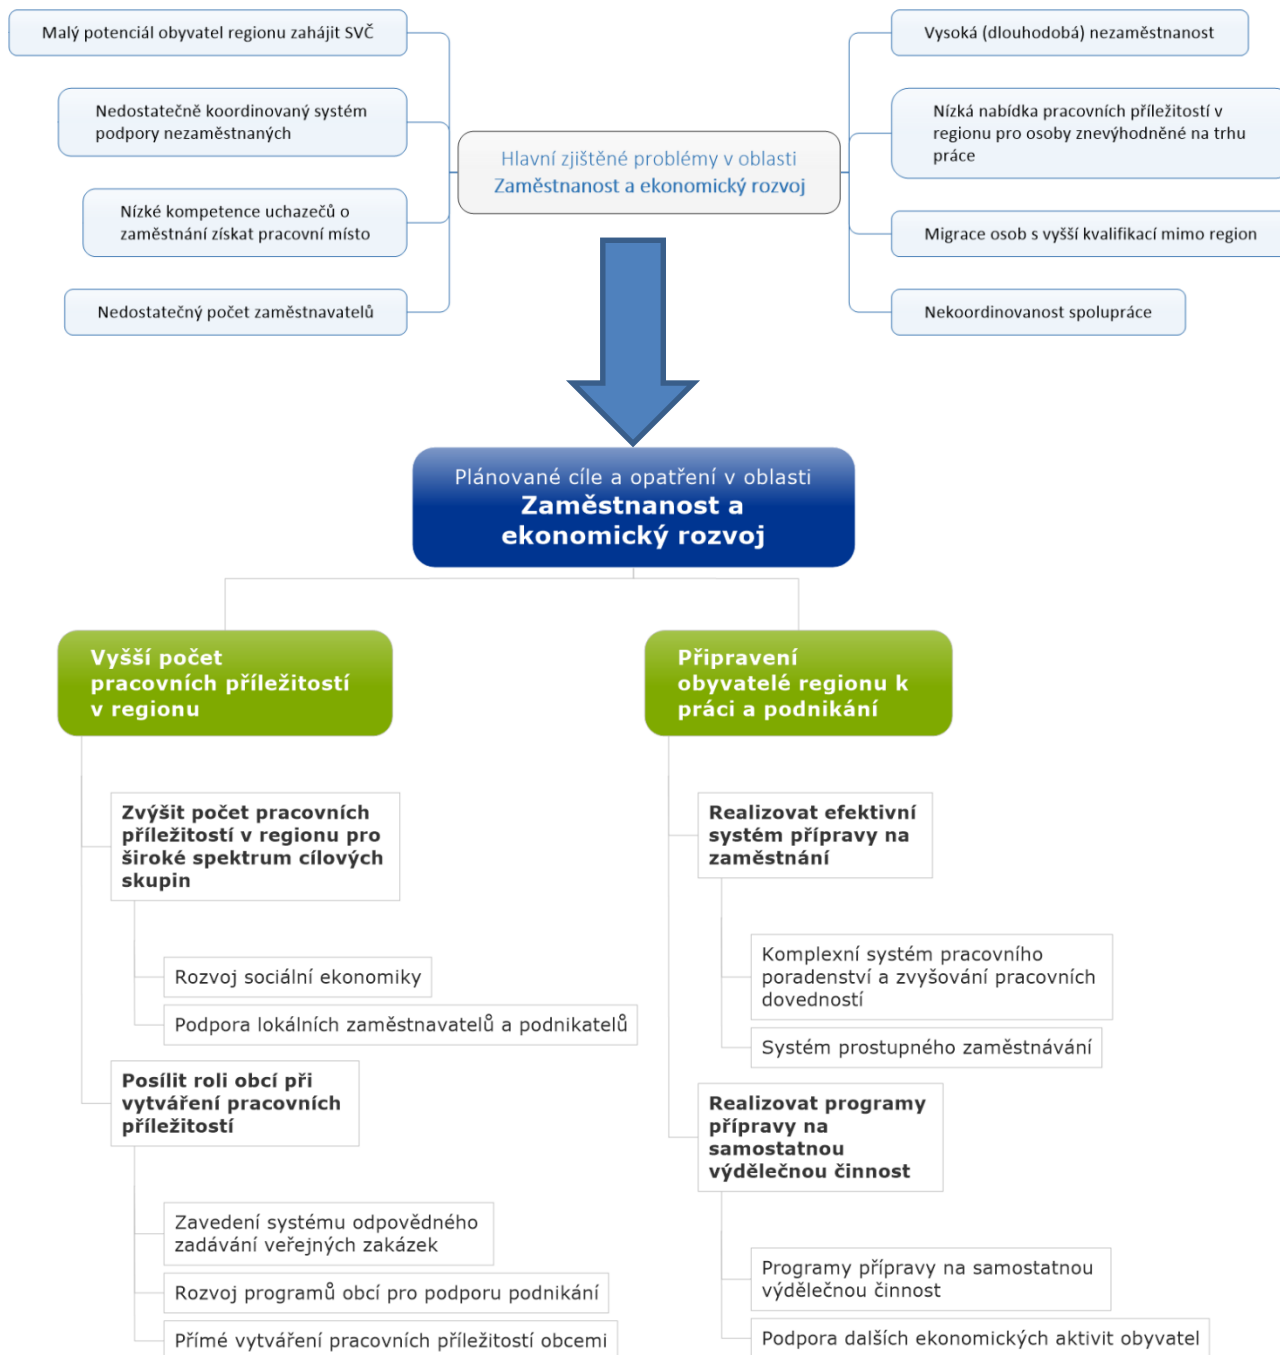 Malý potenciál obyvatel regionu zahájit SVČ
Nedostatečně koordinovaný systém
podpory nezaměstnaných
Nízké kompetence uchazečů o
zaměstnání získat pracovní místo
Nedostatečný počet zaměstnavatelů
Hlavní zjištěné problémy v oblasti
Zaměstnanost a ekonomický rozvoj
Vysoká (dlouhodobá) nezaměstnanost
Nízká nabídka pracovních příležitostí v
regionu pro osoby znevýhodněné na trhu
práce
Migrace osob s vyšší kvalifikací mimo region
Nekoordinovanost spolupráce
Plánované cíle a opatření v oblasti
Zaměstnanost a
ekonomický rozvoj
Vyšší počet
pracovních příležitostí
v regionu
Zvýšit počet pracovních
příležitostí v regionu pro
široké spektrum cílových
skupin
Rozvoj sociální ekonomiky
Podpora lokálních zaměstnavatelů a podnikatelů
Posílit roli obcí při
vytváření pracovních
příležitostí
Zavedení systému odpovědného
zadávání veřejných zakázek
Rozvoj programů obcí pro podporu podnikání
Přímé vytváření pracovních příležitostí obcemi
Připravení
obyvatelé regionu k
práci a podnikání
Realizovat efektivní
systém přípravy na
zaměstnání
Komplexní systém pracovního
poradenství a zvyšování pracovních
dovedností
Systém prostupného zaměstnávání
Realizovat programy
přípravy na
samostatnou
výdělečnou činnost
Programy přípravy na samostatnou
výdělečnou činnost
Podpora dalších ekonomických aktivit obyvatel